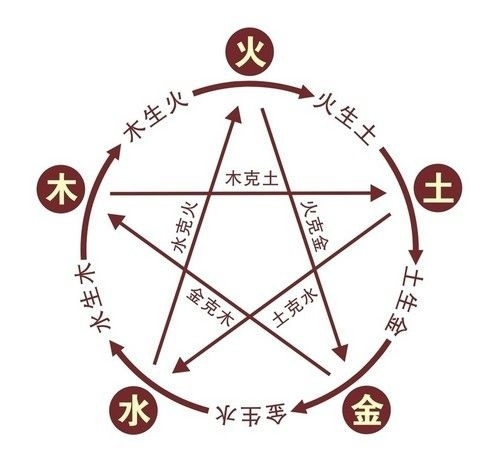 火
木生火
火生土
木
木克土
土
水克火
火克金
水生木
土生金
金克木
土克水
水
金生水
金